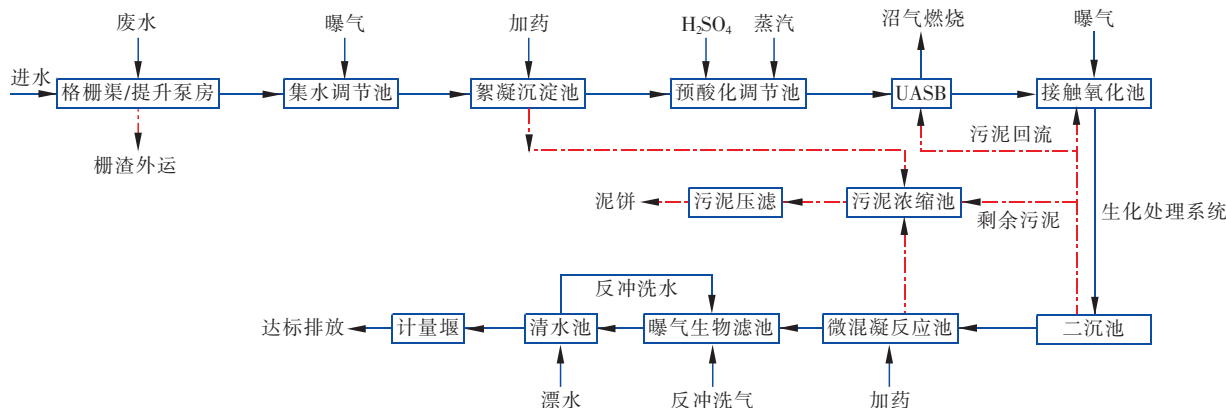 废水
曝气
加药
H₂SO₄
蒸汽
沼气燃烧
曝气
进水
格栅渠/提升泵房
集水调节池
絮凝沉淀池
预酸化调节池
UASB
接触氧化池
污泥回流
栅渣外运
泥饼
污泥压滤
污泥浓缩池
剩余污泥
生化处理系统
反冲洗水
达标排放
计量堰
清水池
曝气生物滤池
微混凝反应池
二沉池
漂水
反冲洗气
加药